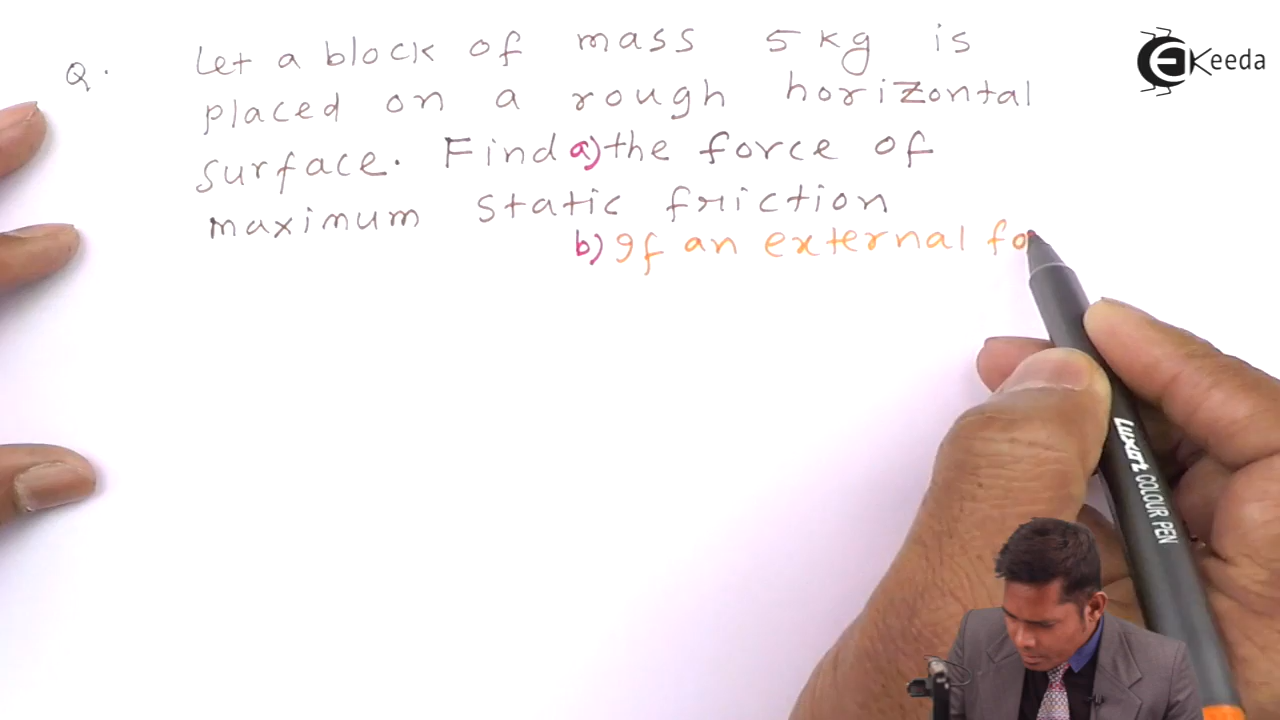 Q. Let a block of mass 5 kg is
placed on a rough horizontal
surface. Find a) the force of
maximum static friction
b) If an external fo
EKeeda
Luxor COLOUR PEN